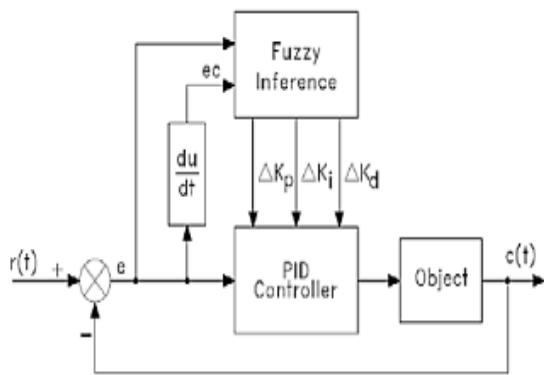 Fuzzy
Inference
ec
du
dt
ΔKp ΔKi ΔKd
r(t) + e
PID
Controller
Object
c(t)
−